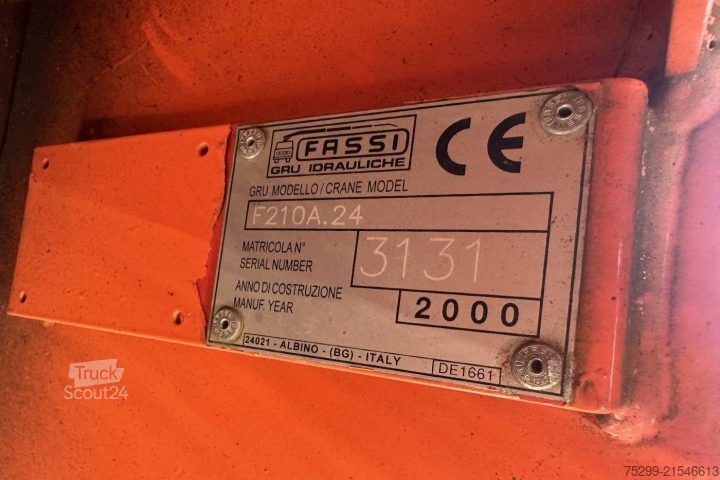 FASSI
GRU IDRAULICHE
CE
GRU MODELLO/CRANE MODEL
F210A.24
MATRICOLA N°
SERIAL NUMBER
3131
ANNO DI COSTRUZIONE
MANUF. YEAR
2000
24021 - ALBINO - (BG) - ITALY
DE1661
Truck
Scout24
75299-21546613